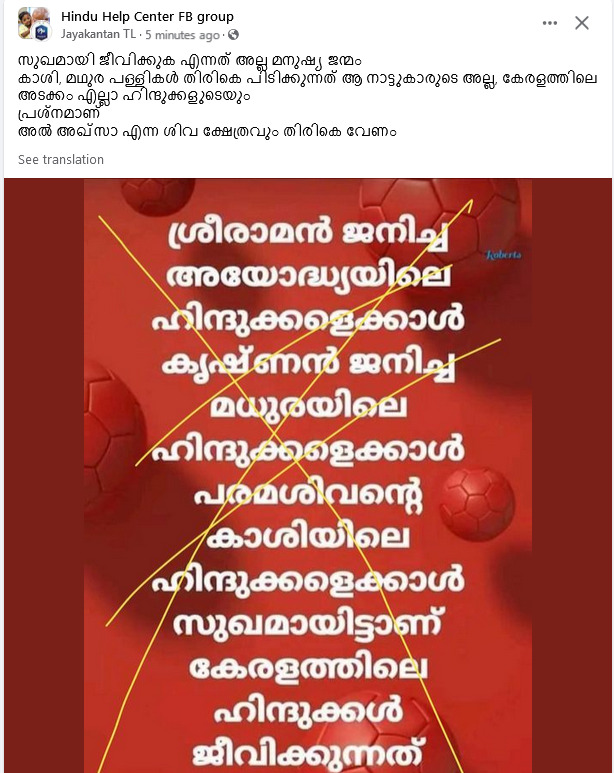 Hindu Help Center FB group
Jayakantan TL · 5 minutes ago ·
സുഖമായി ജീവിക്കുക എന്നത് അല്ല മനുഷ്യ ജന്മം
കാശി, മഥുര പള്ളികൾ തിരികെ പിടിക്കുന്നത് ആ നാട്ടുകാരുടെ അല്ല, കേരളത്തിലെ
അടക്കം എല്ലാ ഹിന്ദുക്കളുടെയും
പ്രശ്നമാണ്
അൽ അഖ്സാ എന്ന ശിവ ക്ഷേത്രവും തിരികെ വേണം
See translation
ശ്രീരാമൻ ജനിച്ച
Roberta
അയോദ്ധ്യയിലെ
ഹിന്ദുക്കളെക്കാൾ
കൃഷ്ണൻ ജനിച്ച
മധുരയിലെ
ഹിന്ദുക്കളെക്കാൾ
പരമശിവന്റെ
കാശിയിലെ
ഹിന്ദുക്കളെക്കാൾ
സുഖമായിട്ടാണ്
കേരളത്തിലെ
ഹിന്ദുക്കൾ
ജീവിക്കുന്നത്